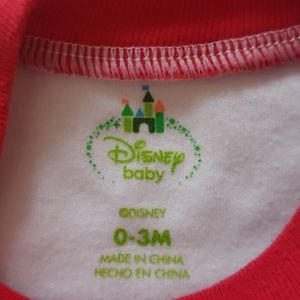 Disney
baby
©DISNEY
0-3M
MADE IN CHINA
HECHO EN CHINA